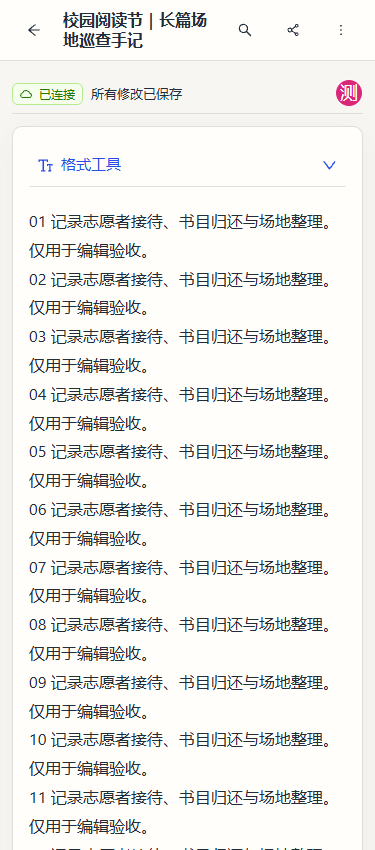 校园阅读节 | 长篇场
地巡查手记
已连接 所有修改已保存 测
格式工具
01 记录志愿者接待、书目归还与场地整理。
仅用于编辑验收。
02 记录志愿者接待、书目归还与场地整理。
仅用于编辑验收。
03 记录志愿者接待、书目归还与场地整理。
仅用于编辑验收。
04 记录志愿者接待、书目归还与场地整理。
仅用于编辑验收。
05 记录志愿者接待、书目归还与场地整理。
仅用于编辑验收。
06 记录志愿者接待、书目归还与场地整理。
仅用于编辑验收。
07 记录志愿者接待、书目归还与场地整理。
仅用于编辑验收。
08 记录志愿者接待、书目归还与场地整理。
仅用于编辑验收。
09 记录志愿者接待、书目归还与场地整理。
仅用于编辑验收。
10 记录志愿者接待、书目归还与场地整理。
仅用于编辑验收。
11 记录志愿者接待、书目归还与场地整理。
仅用于编辑验收。